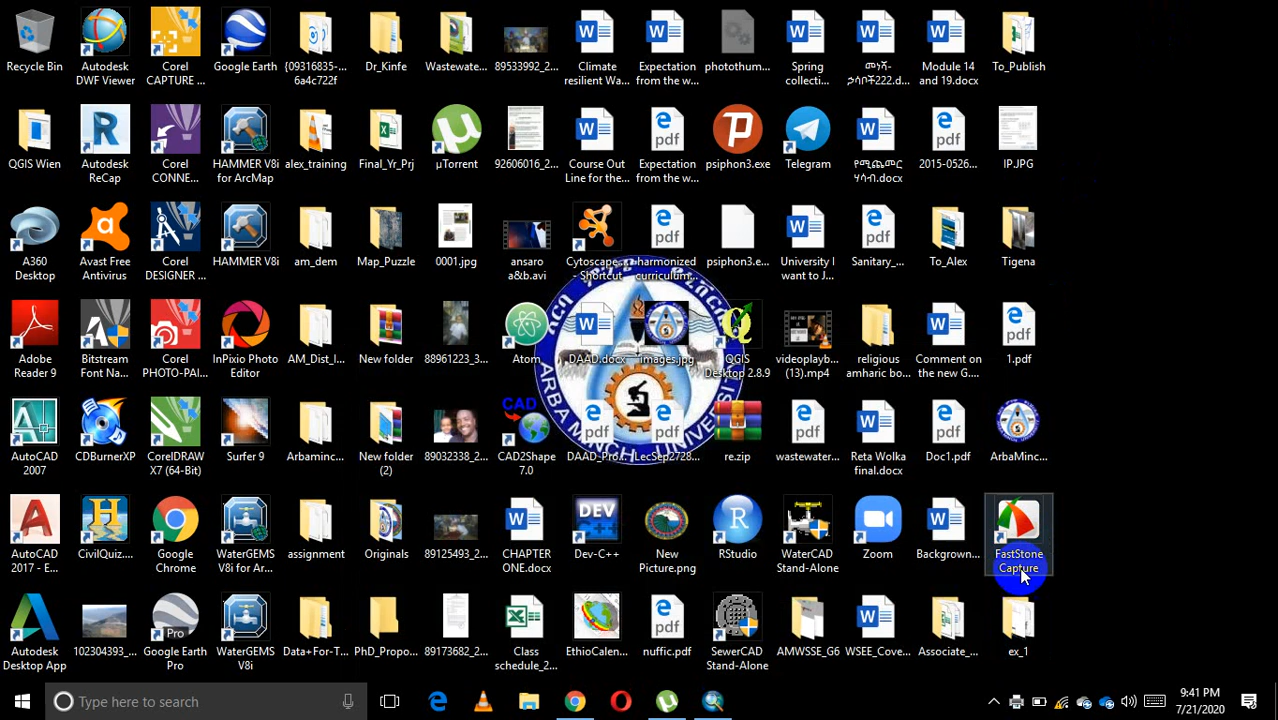 Recycle Bin
Autodesk
DWF Viewer
Corel
CAPTURE ...
Google Earth
{09316835-...
6a4c722f
Dr_Kinfe
Wastewate...
89533992_2...
Climate
resilient Wa...
Expectation
from the w...
photothum...
Spring
collecti...
መነሻ-
ኃሳቦች222.d...
Module 14
and 19.docx
To_Publish
QGIS Wien
Autodesk
ReCap
Corel
CONNE...
HAMMER V8i
for ArcMap
alex_training
Final_Yr_Prj
µTorrent
92606016_2...
Course Out
Line for the...
Expectation
from the w...
psiphon3.exe
Telegram
የሚጨምር
ሃሳብ.docx
2015-0526...
IP.JPG
A360
Desktop
Avast Free
Antivirus
Corel
DESIGNER ...
HAMMER V8i
am_dem
Map_Puzzle
0001.jpg
ansaro
a&b.avi
Cytoscape...
- Shortcut
harmonized
curriculum...
psiphon3.e...
University I
want to J...
Sanitary_...
To_Alex
Tigena
Adobe
Reader 9
Bitstream
Font Na...
Corel
PHOTO-PAI...
InPixio Photo
Editor
AM_Dist_I...
New folder
88961223_3...
Atom
DAAD.docx
images.jpg
QGIS
Desktop 2.8.9
videoplayb...
(13).mp4
religious
amharic bo...
Comment on
the new G...
1.pdf
AutoCAD
2007
CDBurnerXP
CorelDRAW
X7 (64-Bit)
Surfer 9
Arbaminc...
New folder
(2)
89032338_2...
CAD2Shape
7.0
DAAD_Pro...
LecSep2728...
re.zip
wastewater...
Reta Wolka
final.docx
Doc1.pdf
ArbaMinc...
ARBA MINCH UNIVERSITY
AutoCAD
2017 - E...
CivilQuiz....
Google
Chrome
WaterGEMS
V8i for Ar...
assignment
Originals
89125493_2...
CHAPTER
ONE.docx
Dev-C++
New
Picture.png
RStudio
WaterCAD
Stand-Alone
Zoom
Backgroun...
FastStone
Capture
Autodesk
Desktop App
102304393_...
Google Earth
Pro
WaterGEMS
V8i
Data+For-T...
PhD_Propo...
89173682_2...
Class
schedule_2...
EthioCalen...
nuffic.pdf
SewerCAD
Stand-Alone
AMWSSE_G6
WSEE_Cove...
Associate_...
ex_1
Type here to search
9:41 PM
7/21/2020